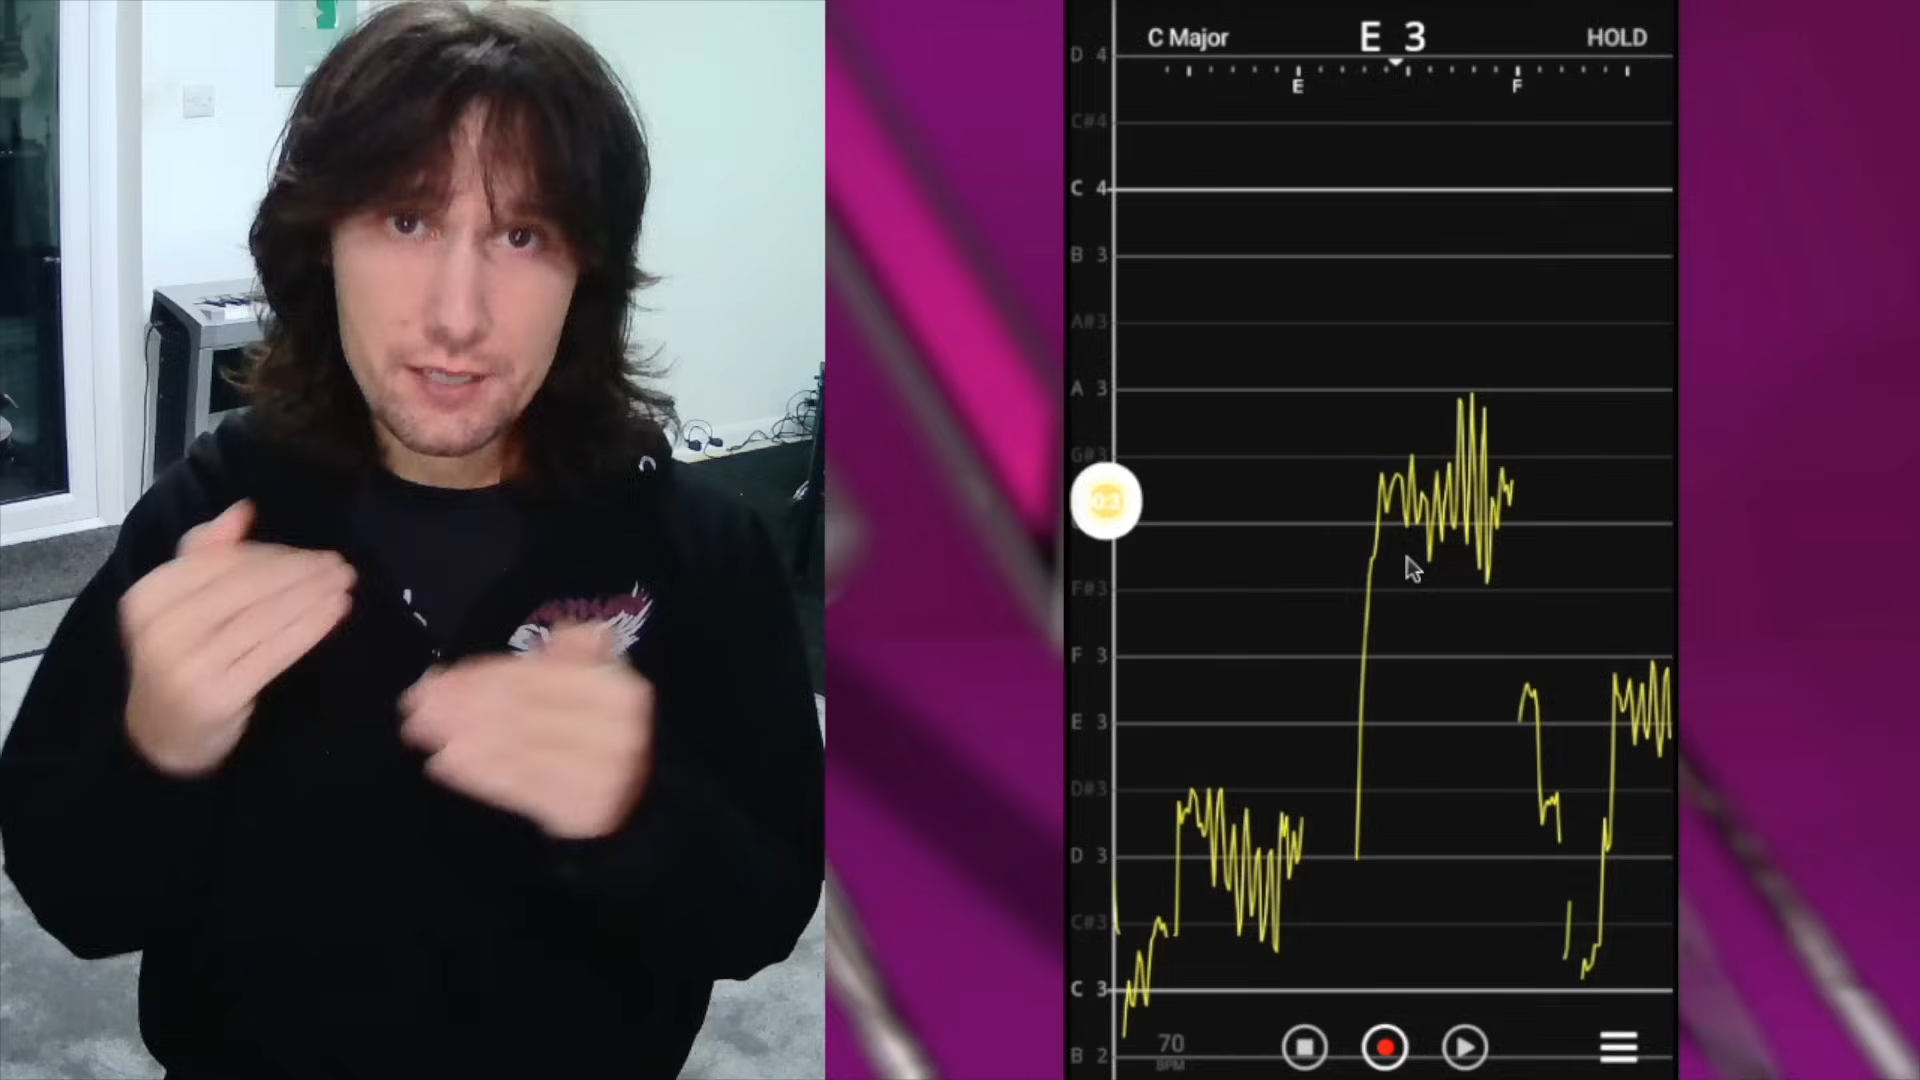 C Major
E 3
HOLD
E
F
D 4
C#4
C 4
B 3
A#3
A 3
G#3
F#3
F 3
E 3
D#3
D 3
C#3
C 3
B 2
70
BPM